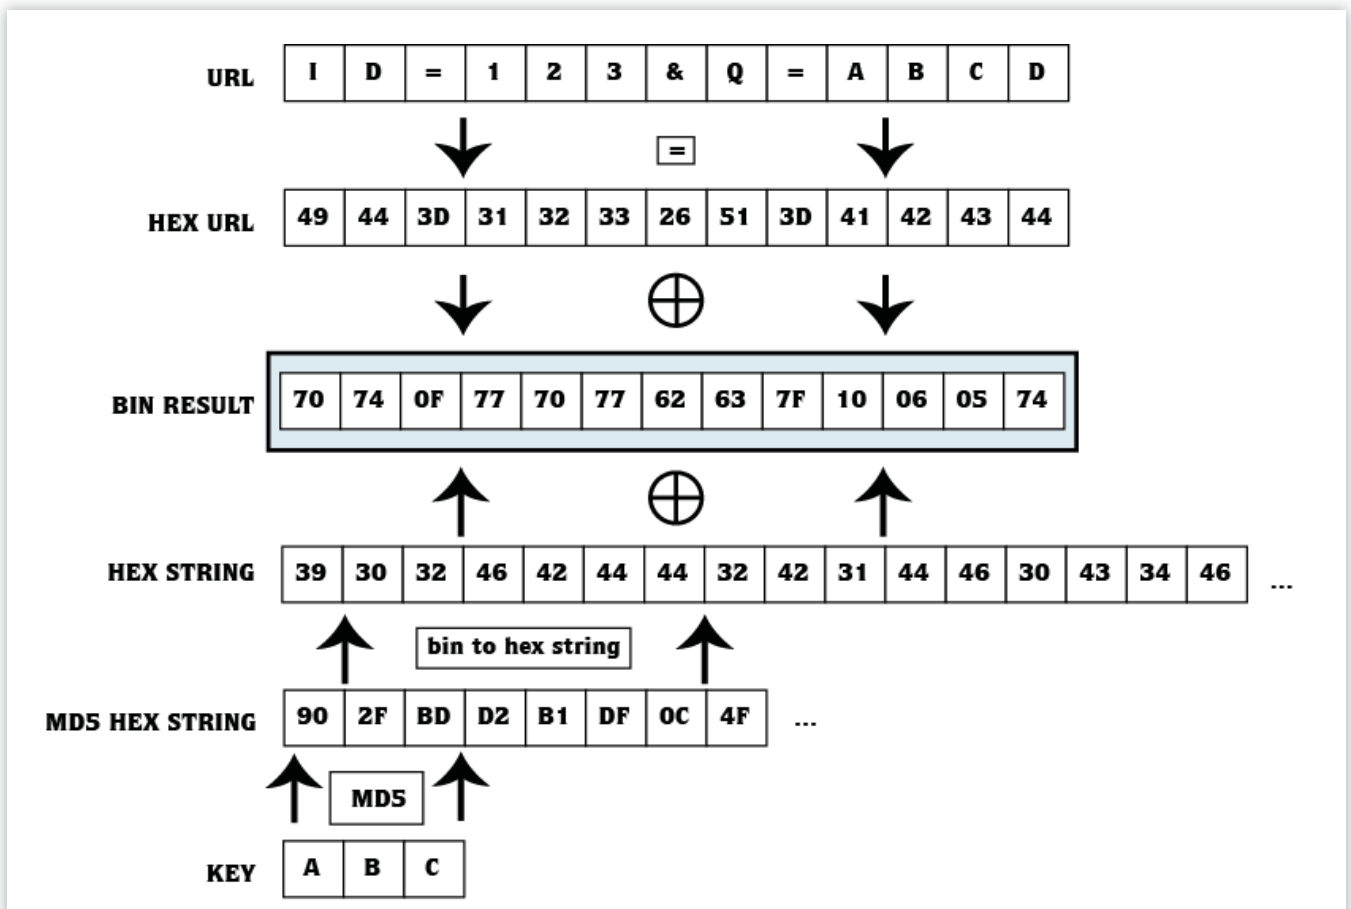 URL I D = 1 2 3 & Q = A B C D
=
HEX URL 49 44 3D 31 32 33 26 51 3D 41 42 43 44
BIN RESULT 70 74 0F 77 70 77 62 63 7F 10 06 05 74
HEX STRING 39 30 32 46 42 44 44 32 42 31 44 46 30 43 34 46 ...
bin to hex string
MD5 HEX STRING 90 2F BD D2 B1 DF 0C 4F ...
MD5
KEY A B C